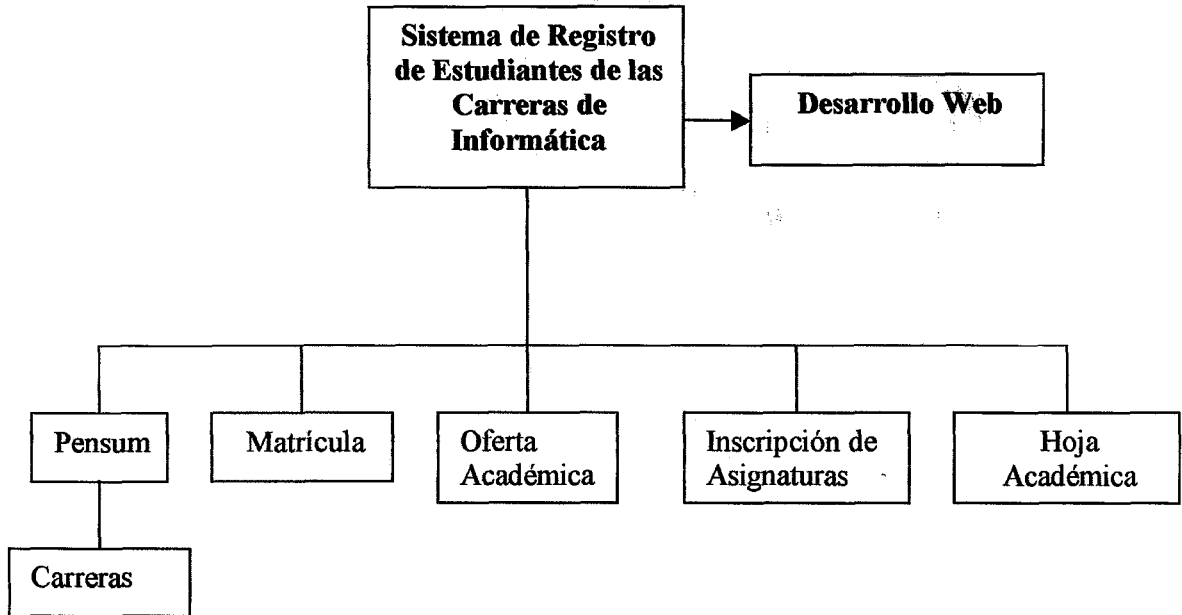 Sistema de Registro
de Estudiantes de las
Carreras de
Informática
Desarrollo Web
Pensum
Matrícula
Oferta
Académica
Inscripción de
Asignaturas
Hoja
Académica
Carreras